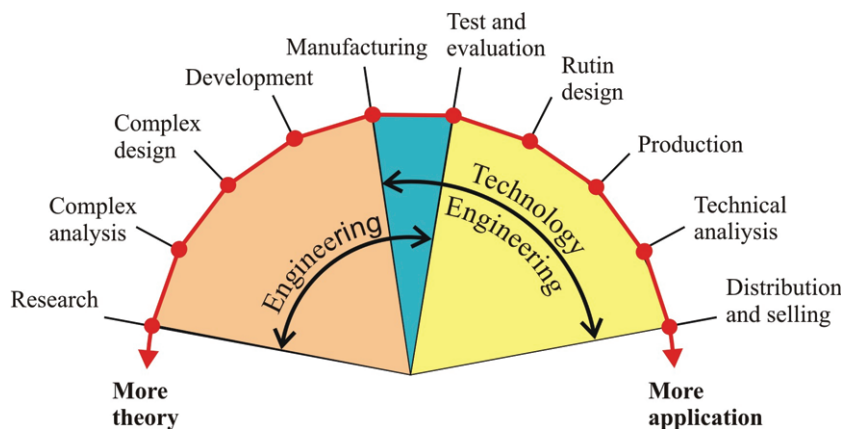 Manufacturing
Test and
evaluation
Development
Rutin
design
Complex
design
Production
Complex
analysis
Technical
analiysis
Research
Distribution
and selling
Engineering
Technology
Engineering
More
theory
More
application